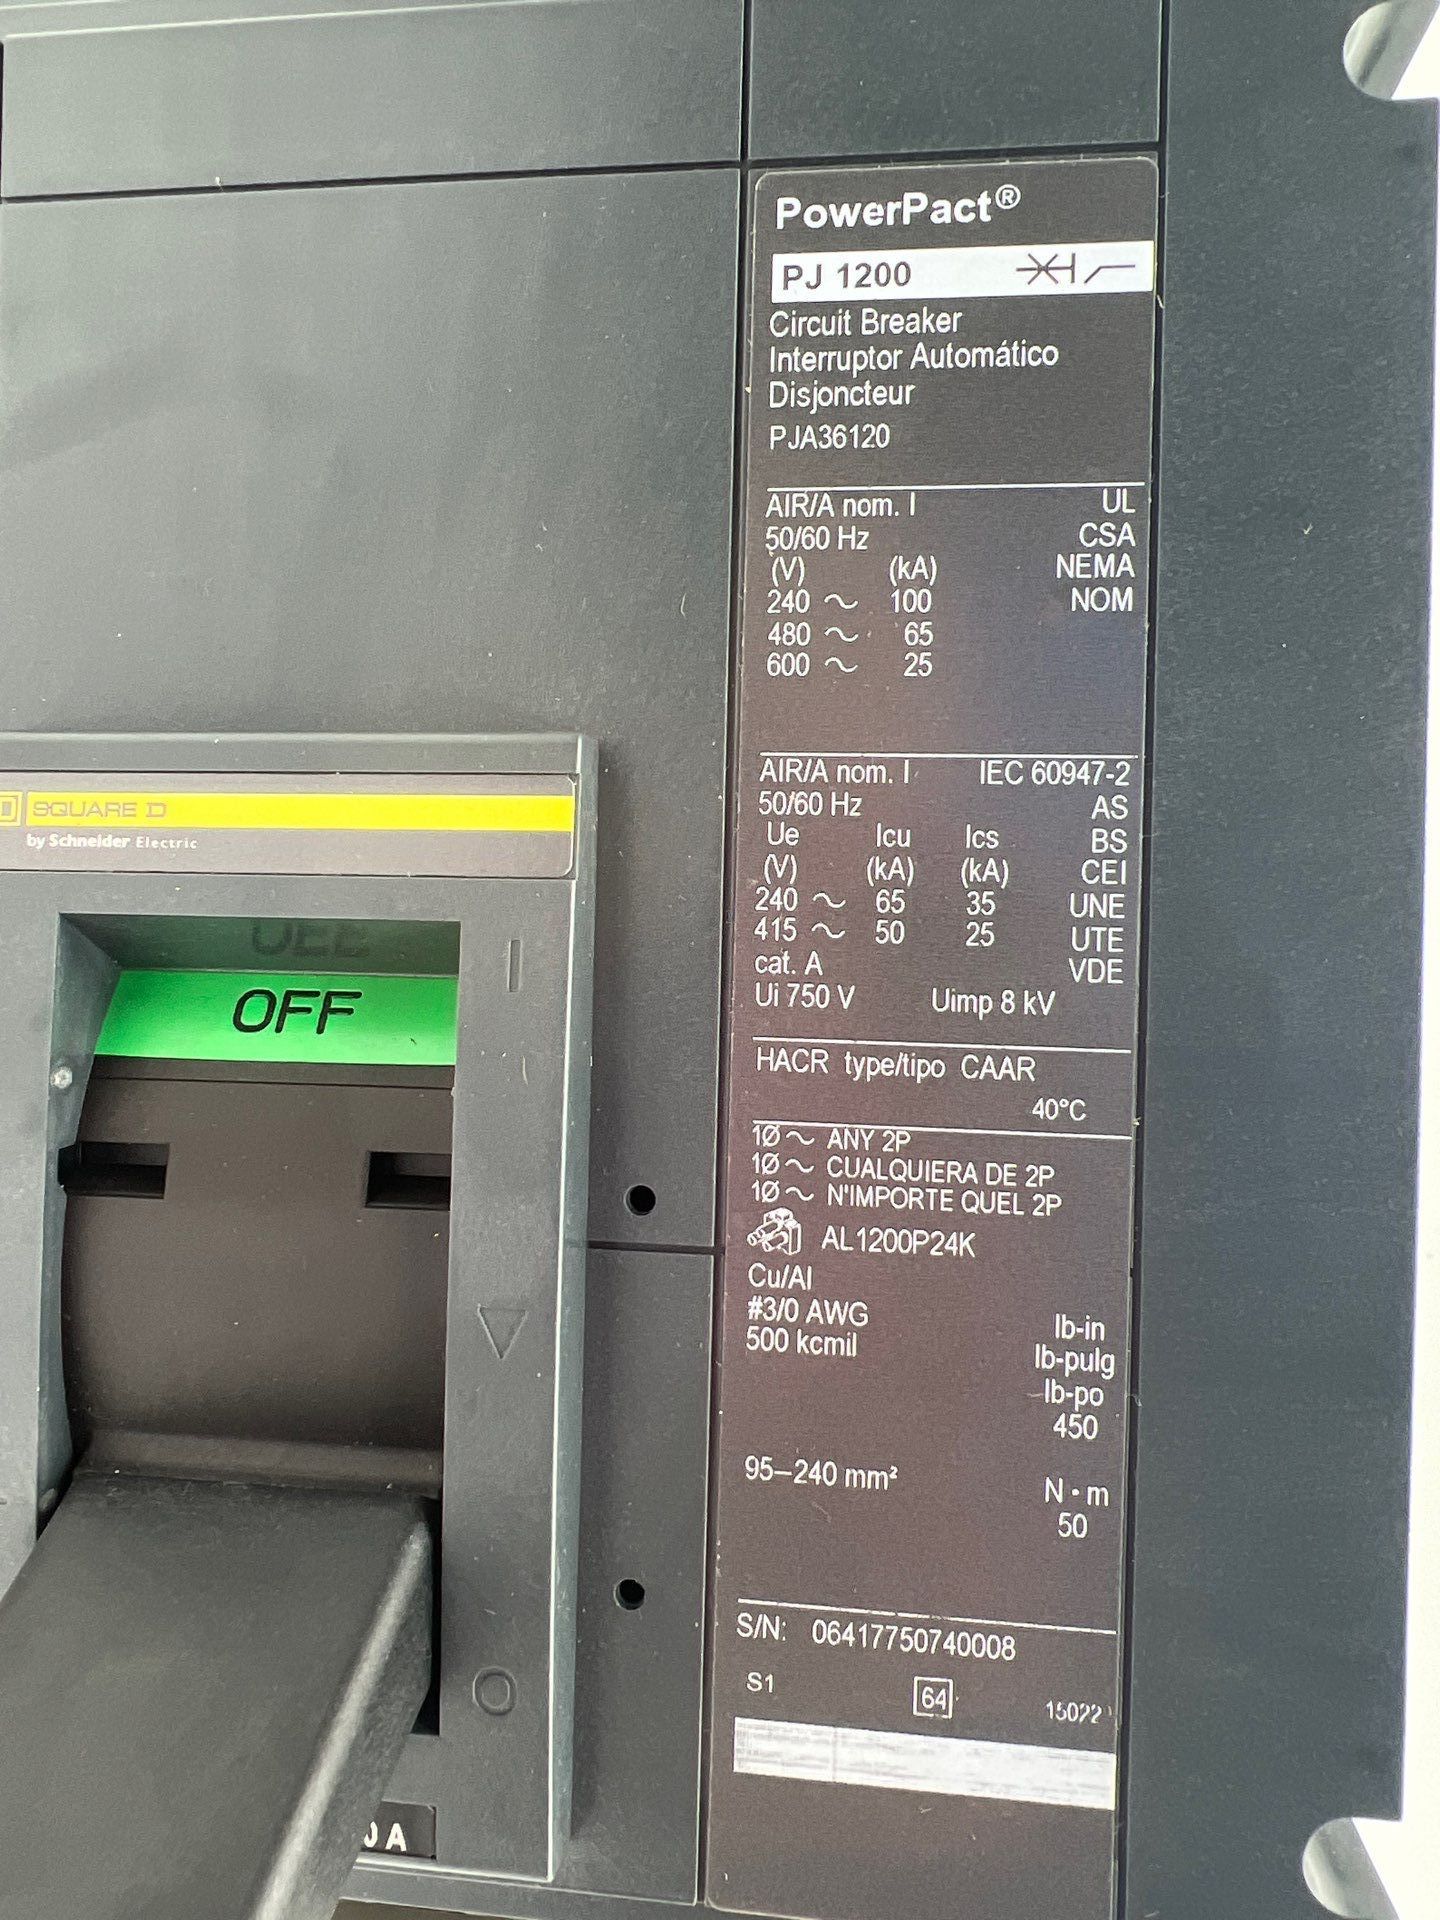 PowerPact®
PJ 1200
Circuit Breaker
Interruptor Automático
Disjoncteur
PJA36120
AIR/A nom. I UL
50/60 Hz CSA
(V) (kA) NEMA
240 ~ 100 NOM
480 ~ 65
600 ~ 25
AIR/A nom. I IEC 60947-2
50/60 Hz AS
Ue Icu Ics BS
(V) (kA) (kA) CEI
240 ~ 65 35 UNE
415 ~ 50 25 UTE
cat. A VDE
Ui 750 V Uimp 8 kV
HACR type/tipo CAAR
40°C
1Ø ~ ANY 2P
1Ø ~ CUALQUIERA DE 2P
1Ø ~ N'IMPORTE QUEL 2P
AL1200P24K
Cu/Al
#3/0 AWG lb-in
500 kcmil lb-pulg
lb-po
450
95–240 mm² N·m
50
S/N: 06417750740008
S1 64 15022
SQUARE D
by Schneider Electric
I
OFF
O
0 A